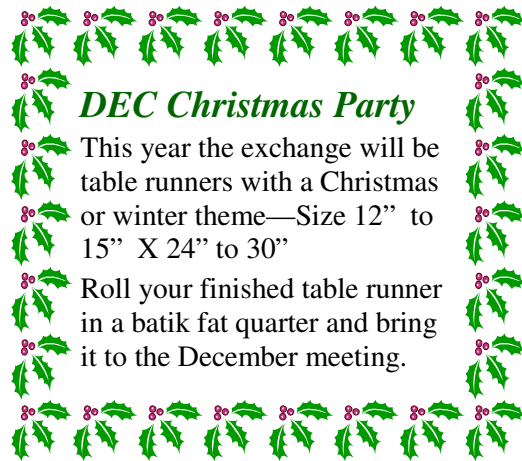 DEC Christmas Party
This year the exchange will be
table runners with a Christmas
or winter theme—Size 12”  to
15”  X 24” to 30”
Roll your finished table runner
in a batik fat quarter and bring
it to the December meeting.